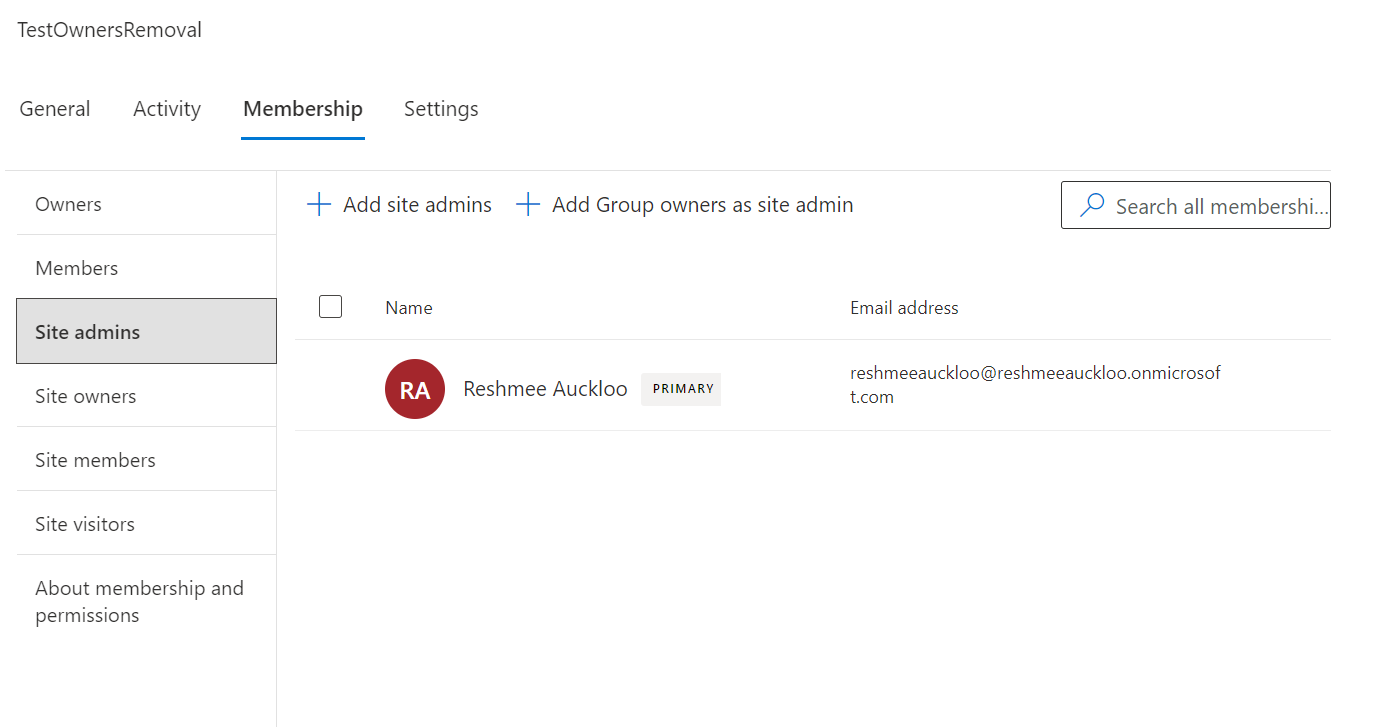 TestOwnersRemoval
General Activity Membership Settings
Owners
Members
Site admins
Site owners
Site members
Site visitors
About membership and
permissions
Add site admins Add Group owners as site admin
Search all membershi...
Name Email address
RA Reshmee Auckloo PRIMARY
reshmeeauckloo@reshmeeauckloo.onmicrosof
t.com